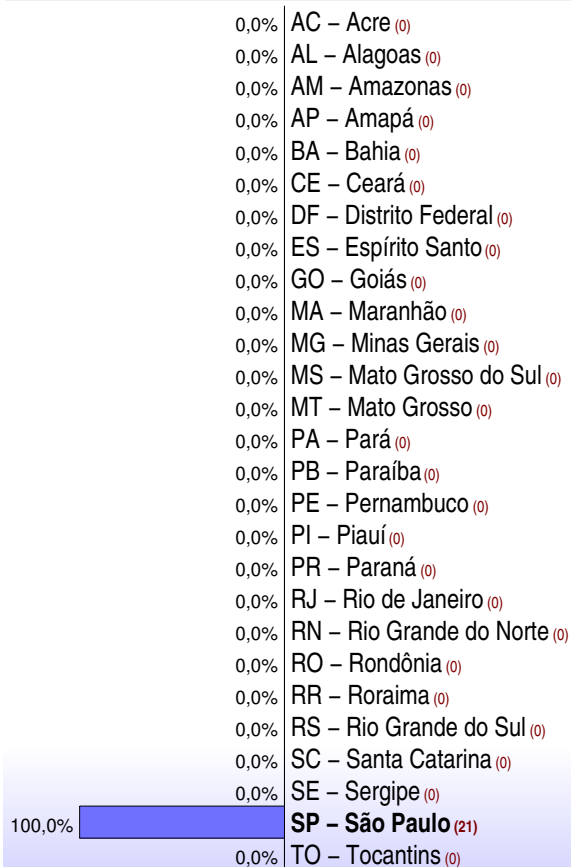 0,0% AC – Acre (0)
0,0% AL – Alagoas (0)
0,0% AM – Amazonas (0)
0,0% AP – Amapá (0)
0,0% BA – Bahia (0)
0,0% CE – Ceará (0)
0,0% DF – Distrito Federal (0)
0,0% ES – Espírito Santo (0)
0,0% GO – Goiás (0)
0,0% MA – Maranhão (0)
0,0% MG – Minas Gerais (0)
0,0% MS – Mato Grosso do Sul (0)
0,0% MT – Mato Grosso (0)
0,0% PA – Pará (0)
0,0% PB – Paraíba (0)
0,0% PE – Pernambuco (0)
0,0% PI – Piauí (0)
0,0% PR – Paraná (0)
0,0% RJ – Rio de Janeiro (0)
0,0% RN – Rio Grande do Norte (0)
0,0% RO – Rondônia (0)
0,0% RR – Roraima (0)
0,0% RS – Rio Grande do Sul (0)
0,0% SC – Santa Catarina (0)
0,0% SE – Sergipe (0)
100,0% SP – São Paulo (21)
0,0% TO – Tocantins (0)